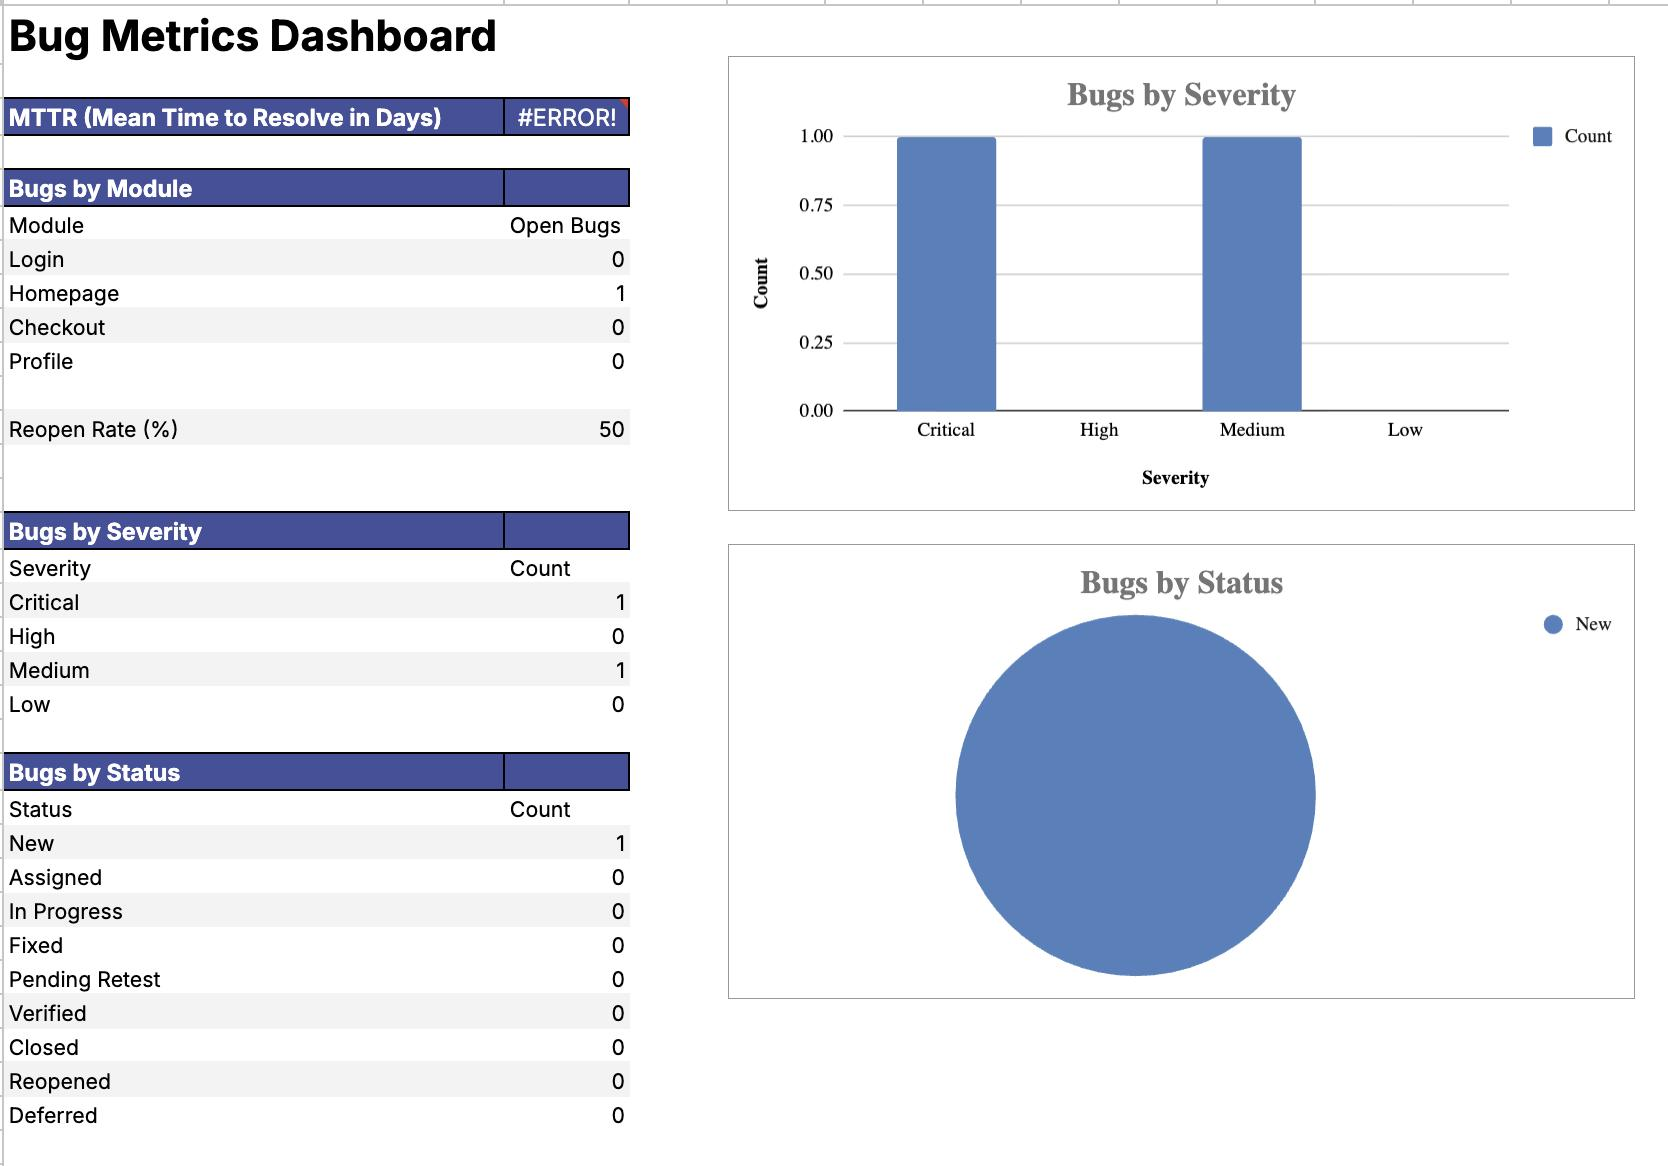 Bug Metrics Dashboard
MTTR (Mean Time to Resolve in Days) #ERROR!
Bugs by Module
Module Open Bugs
Login 0
Homepage 1
Checkout 0
Profile 0
Reopen Rate (%) 50
Bugs by Severity
Severity Count
Critical 1
High 0
Medium 1
Low 0
Bugs by Status
Status Count
New 1
Assigned 0
In Progress 0
Fixed 0
Pending Retest 0
Verified 0
Closed 0
Reopened 0
Deferred 0
Bugs by Severity
Count
1.00
0.75
0.50
0.25
0.00
Count
Critical High Medium Low
Severity
Bugs by Status
New